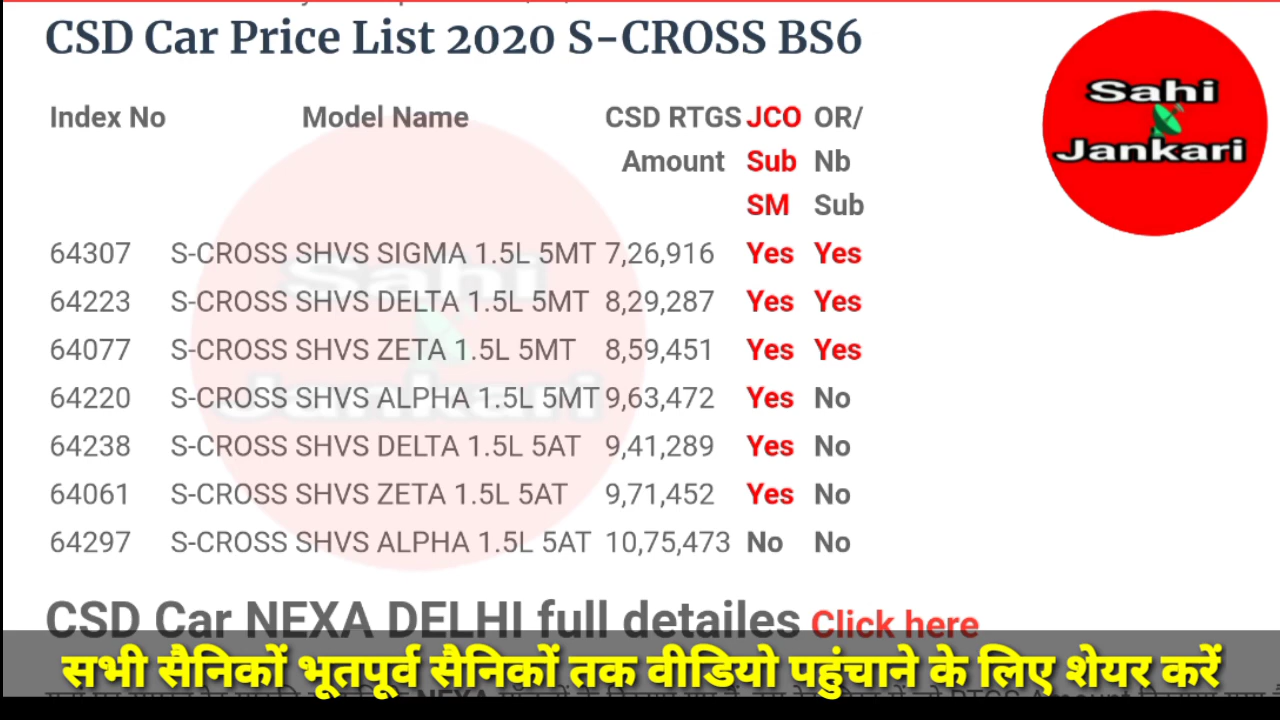 CSD Car Price List 2020 S-CROSS BS6
Sahi
Jankari
Index No Model Name CSD RTGS JCO OR/
Amount Sub Nb
SM Sub
64307 S-CROSS SHVS SIGMA 1.5L 5MT 7,26,916 Yes Yes
64223 S-CROSS SHVS DELTA 1.5L 5MT 8,29,287 Yes Yes
64077 S-CROSS SHVS ZETA 1.5L 5MT 8,59,451 Yes Yes
64220 S-CROSS SHVS ALPHA 1.5L 5MT 9,63,472 Yes No
64238 S-CROSS SHVS DELTA 1.5L 5AT 9,41,289 Yes No
64061 S-CROSS SHVS ZETA 1.5L 5AT 9,71,452 Yes No
64297 S-CROSS SHVS ALPHA 1.5L 5AT 10,75,473 No No
Sahi
Jankari
CSD Car NEXA DELHI full detailes Click here
सभी सैनिकों भूतपूर्व सैनिकों तक वीडियो पहुंचाने के लिए शेयर करें